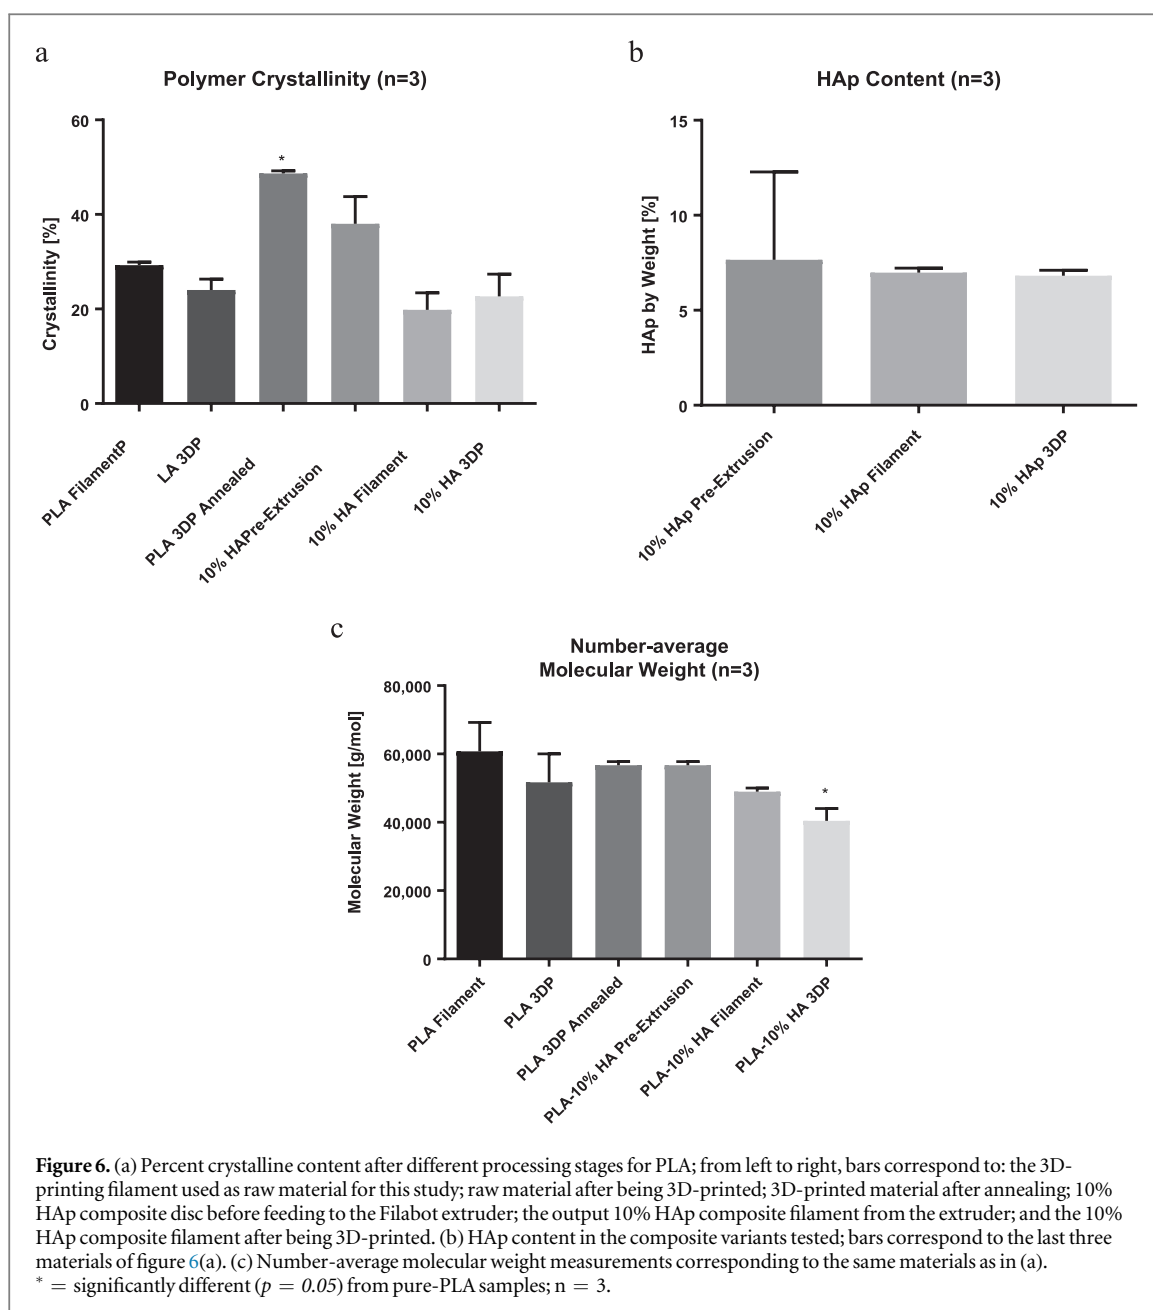 a
Polymer Crystallinity (n=3)
60
40
20
0
Crystallinity [%]
*
PLA FilamentP
LA 3DP
PLA 3DP Annealed
10% HAPre-Extrusion
10% HA Filament
10% HA 3DP
b
HAp Content (n=3)
15
10
5
0
HAp by Weight [%]
10% HAp Pre-Extrusion
10% HAp Filament
10% HAp 3DP
c
Number-average
Molecular Weight (n=3)
80,000
60,000
40,000
20,000
0
Molecular Weight [g/mol]
*
PLA Filament
PLA 3DP
PLA 3DP Annealed
PLA-10% HA Pre-Extrusion
PLA-10% HA Filament
PLA-10% HA 3DP
Figure 6. (a) Percent crystalline content after different processing stages for PLA; from left to right, bars correspond to: the 3D-
printing filament used as raw material for this study; raw material after being 3D-printed; 3D-printed material after annealing; 10%
HAp composite disc before feeding to the Filabot extruder; the output 10% HAp composite filament from the extruder; and the 10%
HAp composite filament after being 3D-printed. (b) HAp content in the composite variants tested; bars correspond to the last three
materials of figure 6(a). (c) Number-average molecular weight measurements corresponding to the same materials as in (a).
* = significantly different (p = 0.05) from pure-PLA samples; n = 3.